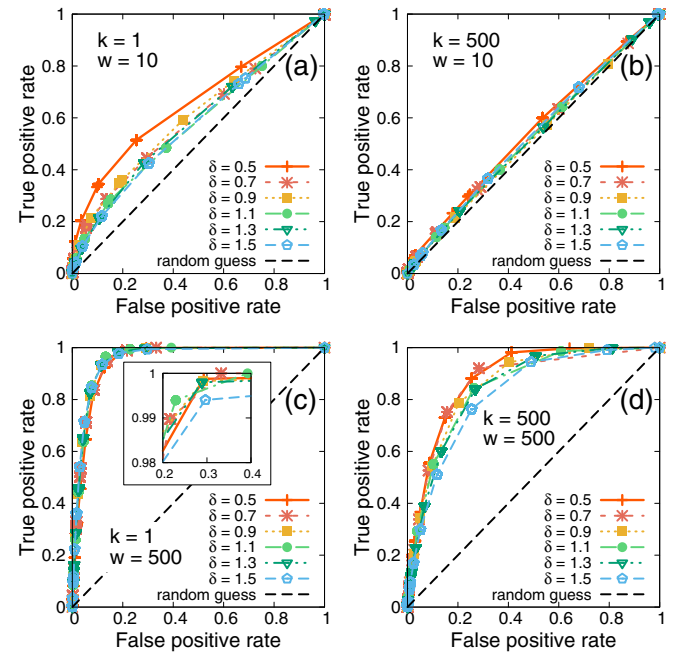 1
0.8
0.6
0.4
0.2
0
0 0.2 0.4 0.6 0.8 1
True positive rate
False positive rate
k = 1
w = 10
(a)
δ = 0.5
δ = 0.7
δ = 0.9
δ = 1.1
δ = 1.3
δ = 1.5
random guess
1
0.8
0.6
0.4
0.2
0
0 0.2 0.4 0.6 0.8 1
True positive rate
False positive rate
k = 500
w = 10
(b)
δ = 0.5
δ = 0.7
δ = 0.9
δ = 1.1
δ = 1.3
δ = 1.5
random guess
1
0.8
0.6
0.4
0.2
0
0 0.2 0.4 0.6 0.8 1
True positive rate
False positive rate
1
0.99
0.98
0.2 0.3 0.4
(c)
k = 1
w = 500
δ = 0.5
δ = 0.7
δ = 0.9
δ = 1.1
δ = 1.3
δ = 1.5
random guess
1
0.8
0.6
0.4
0.2
0
0 0.2 0.4 0.6 0.8 1
True positive rate
False positive rate
(d)
k = 500
w = 500
δ = 0.5
δ = 0.7
δ = 0.9
δ = 1.1
δ = 1.3
δ = 1.5
random guess